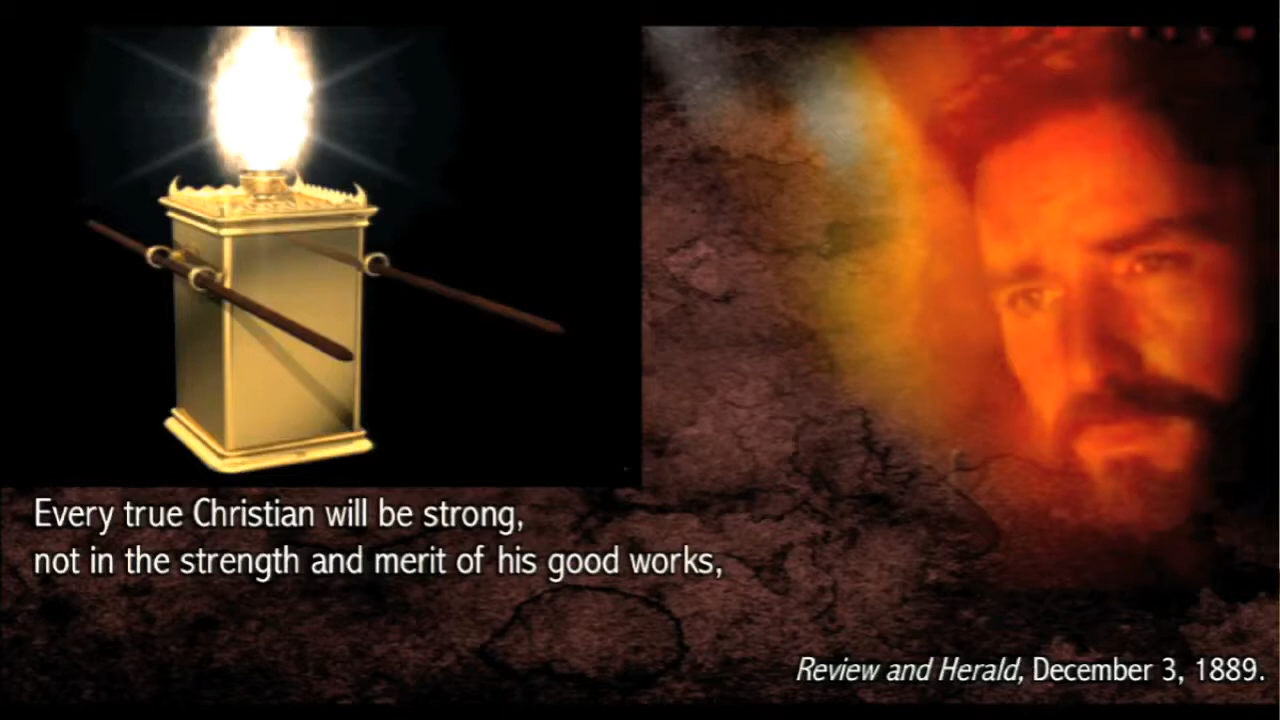 Every true Christian will be strong,
not in the strength and merit of his good works,
Review and Herald, December 3, 1889.